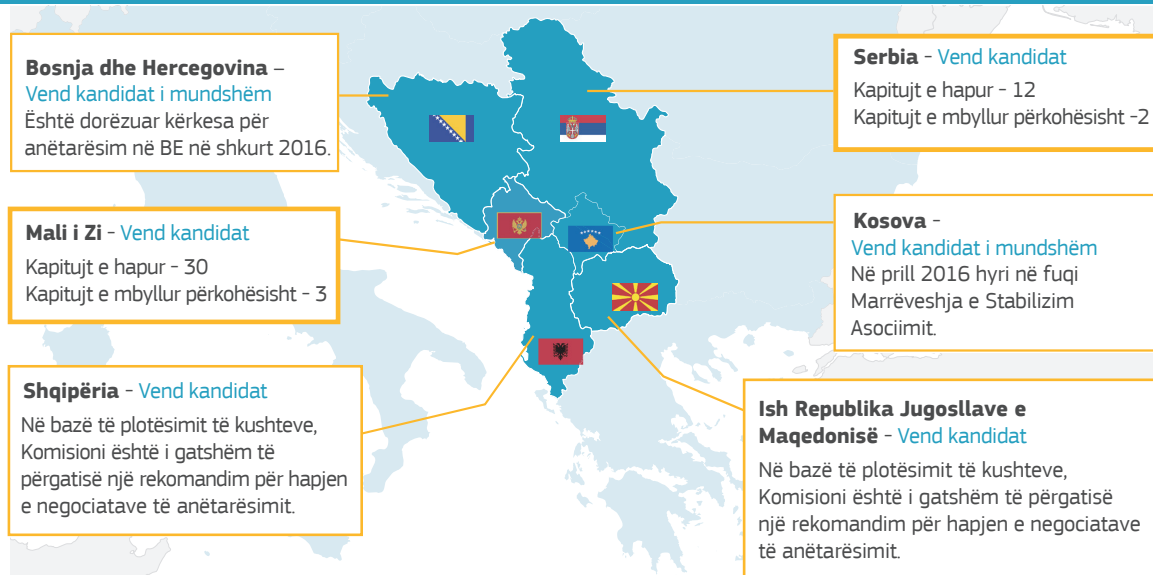 Bosnja dhe Hercegovina –
Vend kandidat i mundshëm
Është dorëzuar kërkesa për
anëtarësim në BE në shkurt 2016.
Mali i Zi - Vend kandidat
Kapitujt e hapur - 30
Kapitujt e mbyllur përkohësisht - 3
Shqipëria - Vend kandidat
Në bazë të plotësimit të kushteve,
Komisioni është i gatshëm të
përgatisë një rekomandim për hapjen
e negociatave të anëtarësimit.
Serbia - Vend kandidat
Kapitujt e hapur - 12
Kapitujt e mbyllur përkohësisht -2
Kosova -
Vend kandidat i mundshëm
Në prill 2016 hyri në fuqi
Marrëveshja e Stabilizim
Asociimit.
Ish Republika Jugosllave e
Maqedonisë - Vend kandidat
Në bazë të plotësimit të kushteve,
Komisioni është i gatshëm të përgatisë
një rekomandim për hapjen e negociatave
të anëtarësimit.